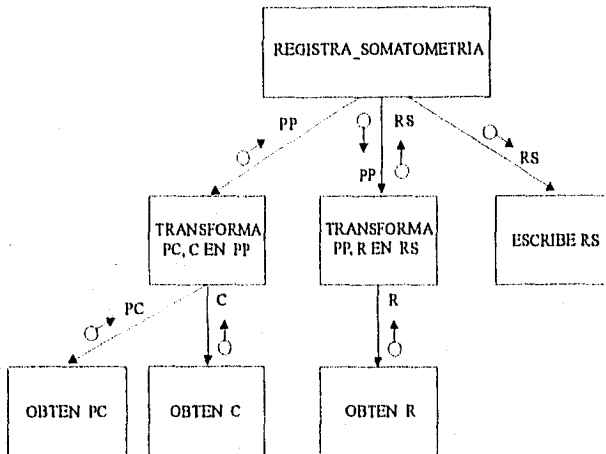 REGISTRA_SOMATOMETRIA
PP
RS
PP
RS
TRANSFORMA
PC, C EN PP
TRANSFORMA
PP, R EN RS
ESCRIBE RS
PC
C
R
OBTEN PC
OBTEN C
OBTEN R